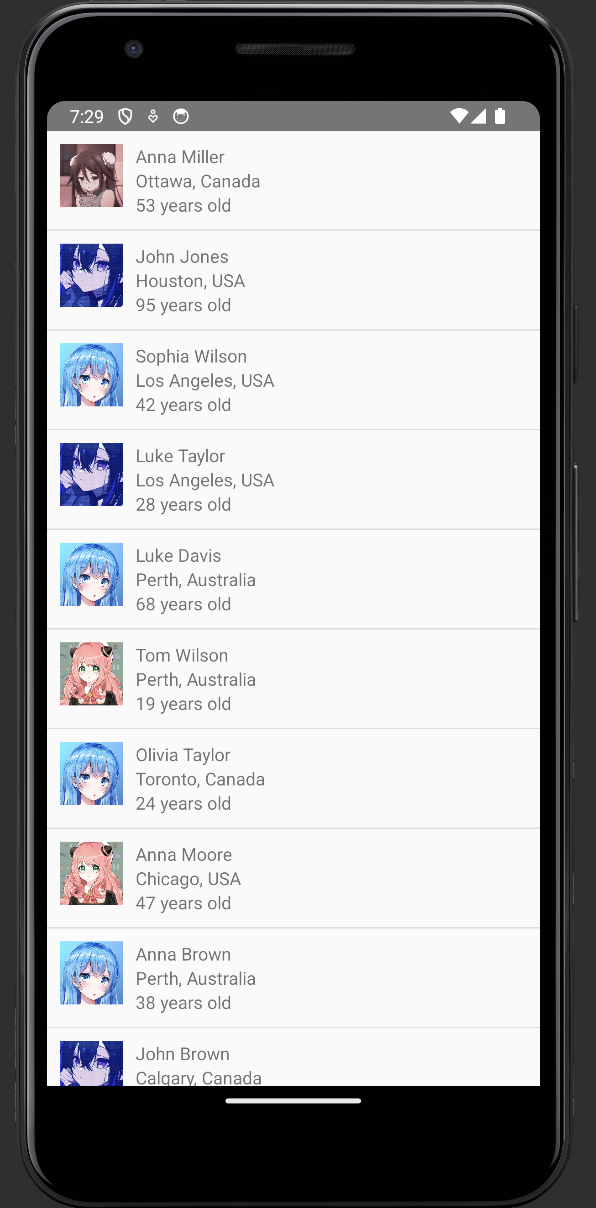 7:29
Anna Miller
Ottawa, Canada
53 years old
John Jones
Houston, USA
95 years old
Sophia Wilson
Los Angeles, USA
42 years old
Luke Taylor
Los Angeles, USA
28 years old
Luke Davis
Perth, Australia
68 years old
Tom Wilson
Perth, Australia
19 years old
Olivia Taylor
Toronto, Canada
24 years old
Anna Moore
Chicago, USA
47 years old
Anna Brown
Perth, Australia
38 years old
John Brown
Calgary, Canada